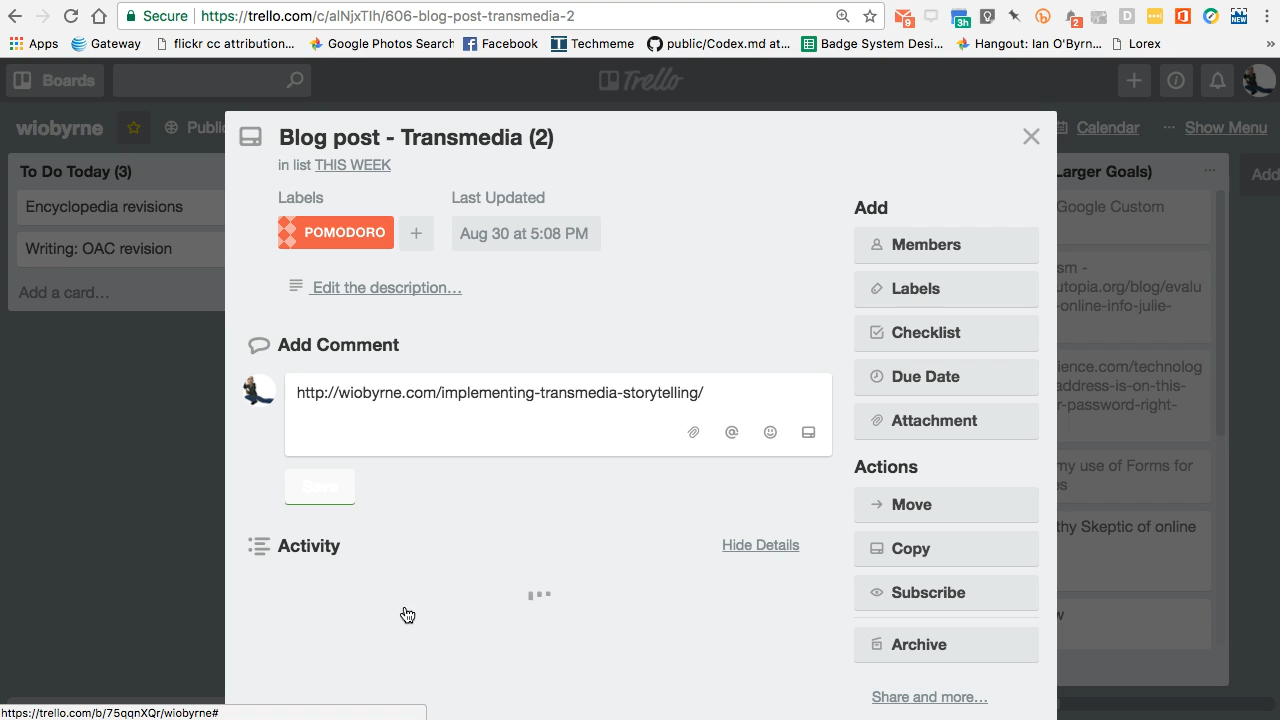 Secure https://trello.com/c/alNjxTIh/606-blog-post-transmedia-2
9
3h
2
D
NEW
Apps Gateway flickr cc attribution... Google Photos Search Facebook Techmeme public/Codex.md at... Badge System Desi... Hangout: Ian O'Byrn... Lorex »
Boards
Trello
wiobyrne
Public
Calendar
Show Menu
Blog post - Transmedia (2)
in list THIS WEEK
Labels
Last Updated
POMODORO
Aug 30 at 5:08 PM
Edit the description…
Add Comment
http://wiobyrne.com/implementing-transmedia-storytelling/
Save
Activity
Hide Details
Add
Members
Labels
Checklist
Due Date
Attachment
Actions
Move
Copy
Subscribe
Archive
Share and more…
To Do Today (3)
Encyclopedia revisions
Writing: OAC revision
Add a card…
Larger Goals)
Google Custom
sm -
utopia.org/blog/evalu
-online-info-julie-
ience.com/technolog
address-is-on-this-
r-password-right-
my use of Forms for
es
thy Skeptic of online
Add
https://trello.com/b/75qqnXQr/wiobyrne#